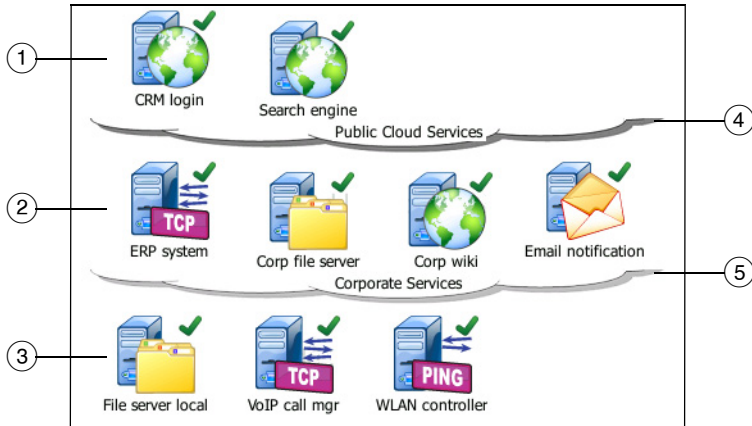 1
CRM login
Search engine
Public Cloud Services
4
2
TCP
ERP system
Corp file server
Corp wiki
Email notification
Corporate Services
5
3
File server local
TCP
VoIP call mgr
PING
WLAN controller